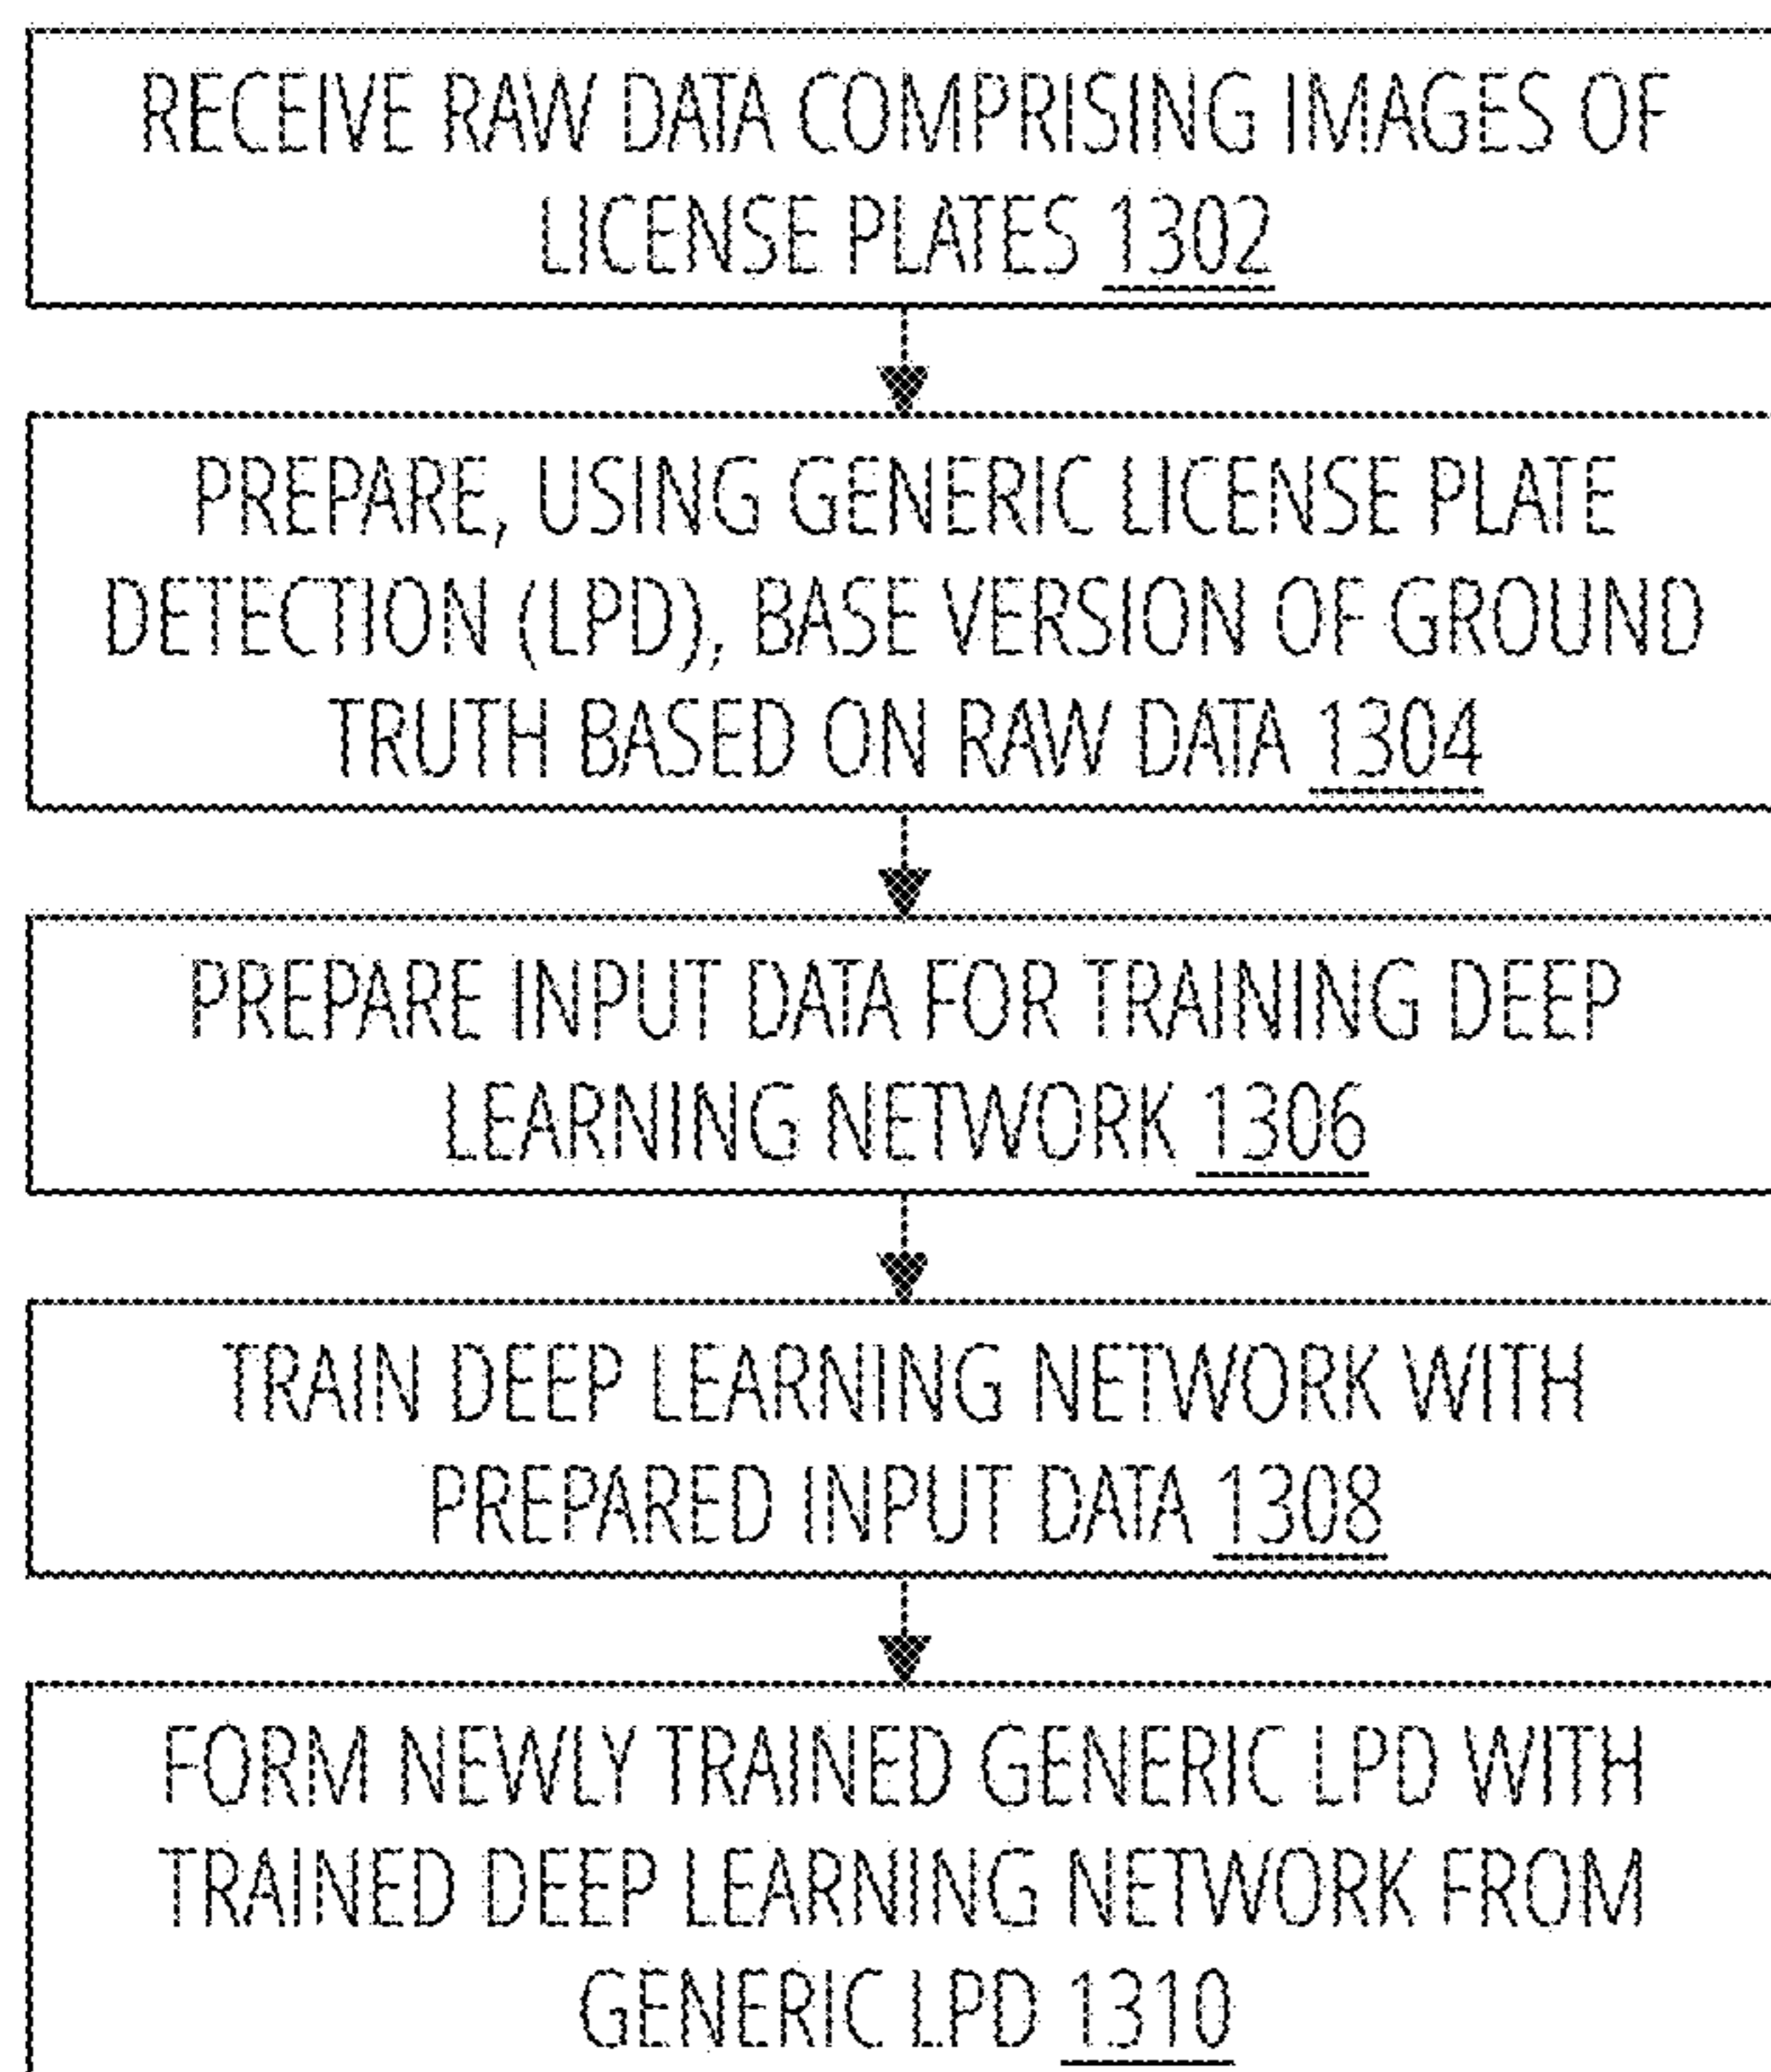 RECEIVE RAW DATA COMPRISING IMAGES OF
LICENSE PLATES 1302
PREPARE, USING GENERIC LICENSE PLATE
DETECTION (LPD), BASE VERSION OF GROUND
TRUTH BASED ON RAW DATA 1304
PREPARE INPUT DATA FOR TRAINING DEEP
LEARNING NETWORK 1306
TRAIN DEEP LEARNING NETWORK WITH
PREPARED INPUT DATA 1308
FORM NEWLY TRAINED GENERIC LPD WITH
TRAINED DEEP LEARNING NETWORK FROM
GENERIC LPD 1310